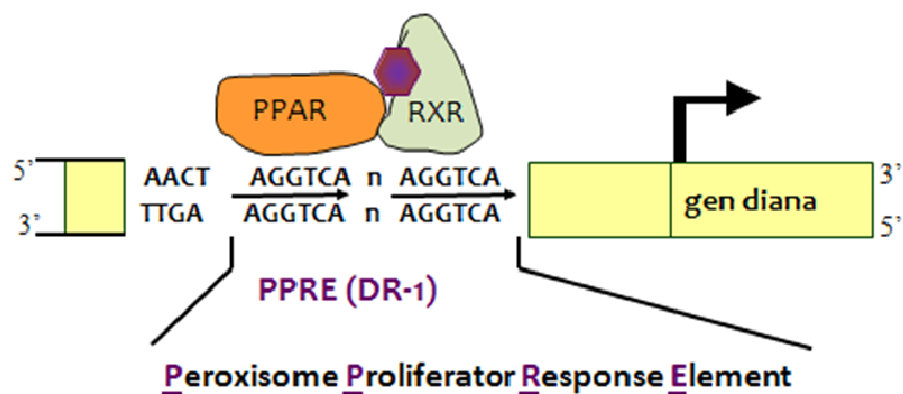 PPAR RXR
5' AACT AGGTCA n AGGTCA 3'
3' TTGA AGGTCA n AGGTCA 5'
gen diana
PPRE (DR-1)
Peroxisome Proliferator Response Element